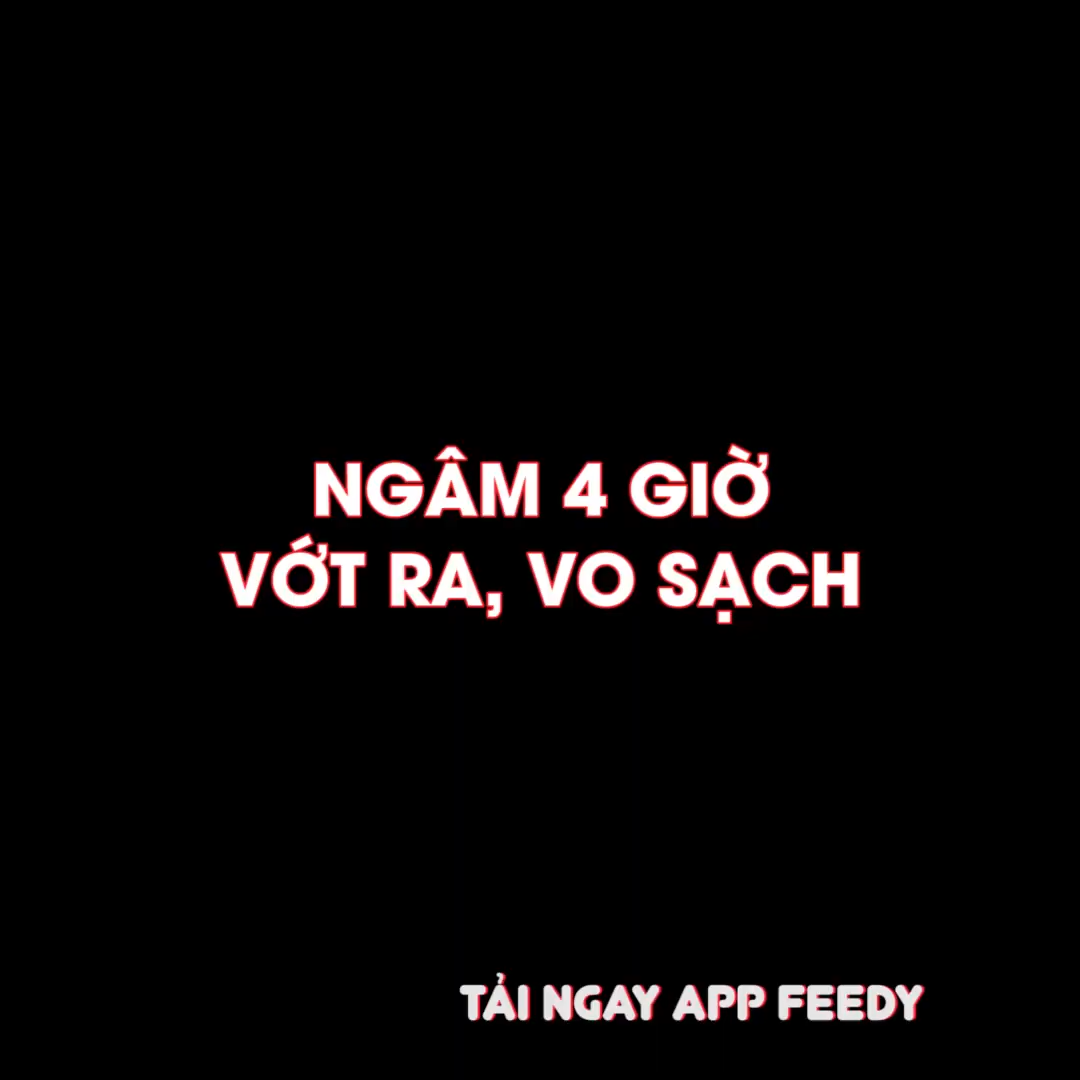 NGÂM 4 GIỜ
VỚT RA, VO SẠCH
TẢI NGAY APP FEEDY